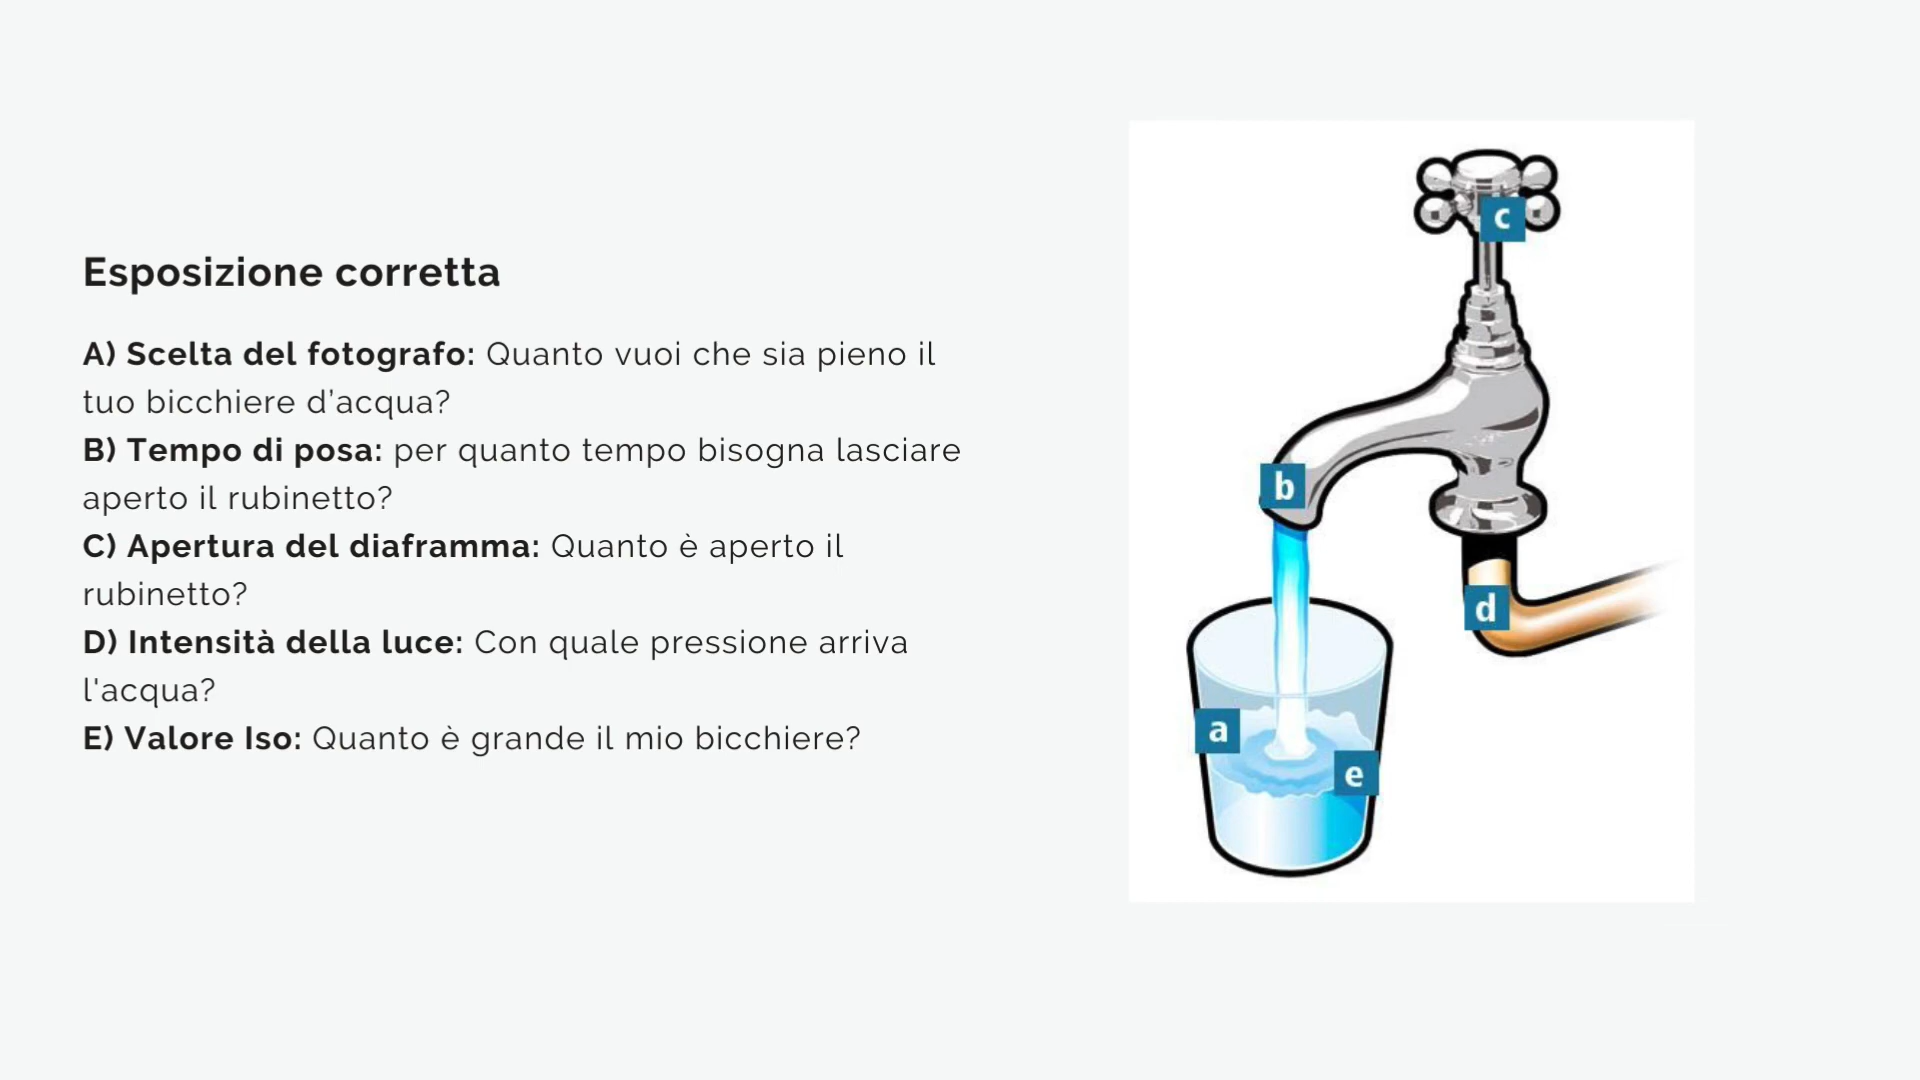 Esposizione corretta
A) Scelta del fotografo: Quanto vuoi che sia pieno il
tuo bicchiere d’acqua?
B) Tempo di posa: per quanto tempo bisogna lasciare
aperto il rubinetto?
C) Apertura del diaframma: Quanto è aperto il
rubinetto?
D) Intensità della luce: Con quale pressione arriva
l'acqua?
E) Valore Iso: Quanto è grande il mio bicchiere?
c
b
d
a
e